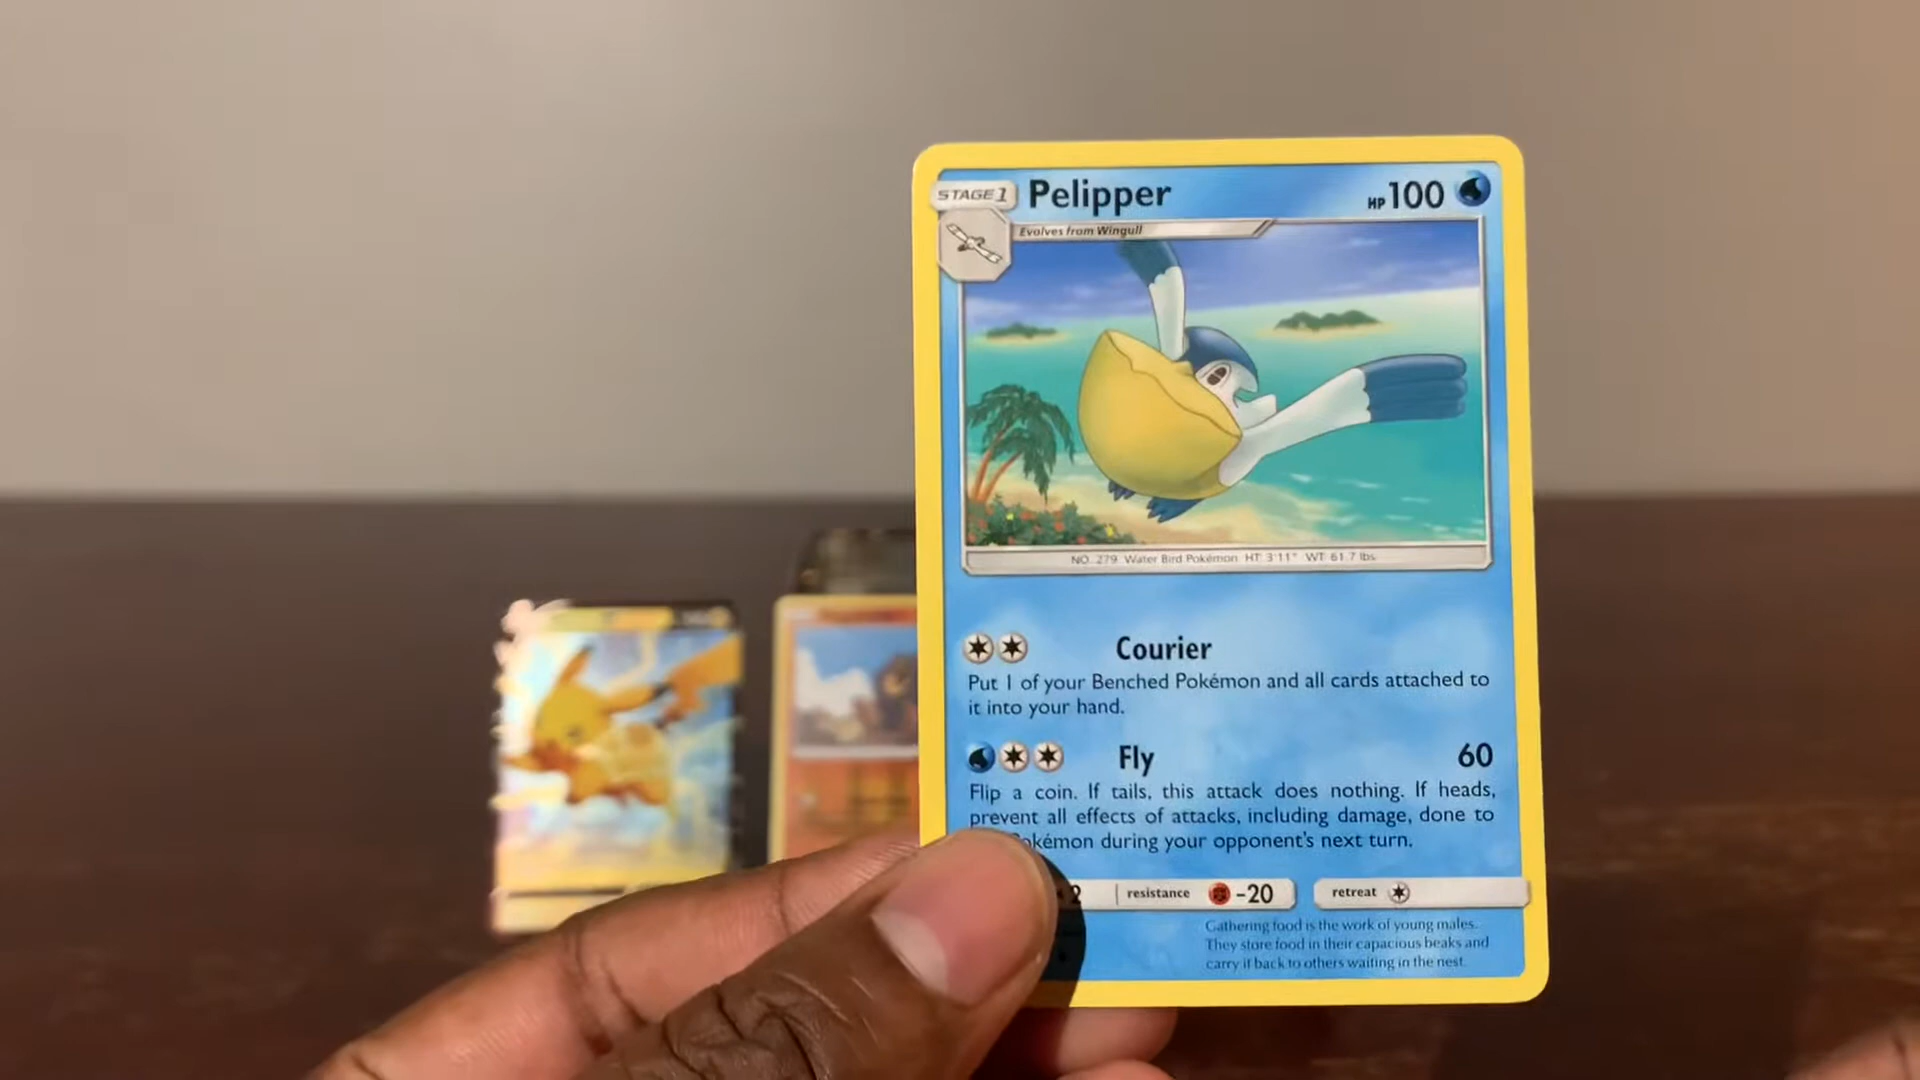 STAGE 1 Pelipper HP 100
Evolves from Wingull
NO. 279 Water Bird Pokémon HT: 3'11" WT: 61.7 lbs.
Courier
Put 1 of your Benched Pokémon and all cards attached to
it into your hand.
Fly 60
Flip a coin. If tails, this attack does nothing. If heads,
prevent all effects of attacks, including damage, done to
okémon during your opponent's next turn.
2 resistance -20 retreat
Gathering food is the work of young males.
They store food in their capacious beaks and
carry it back to others waiting in the nest.